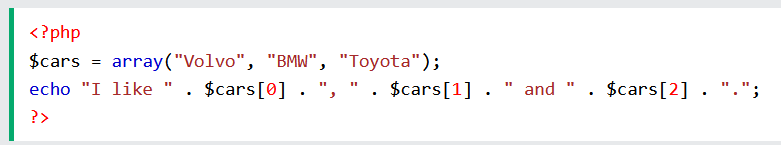 <?php
$cars = array("Volvo", "BMW", "Toyota");
echo "I like " . $cars[0] . ", " . $cars[1] . " and " . $cars[2] . ".";
?>